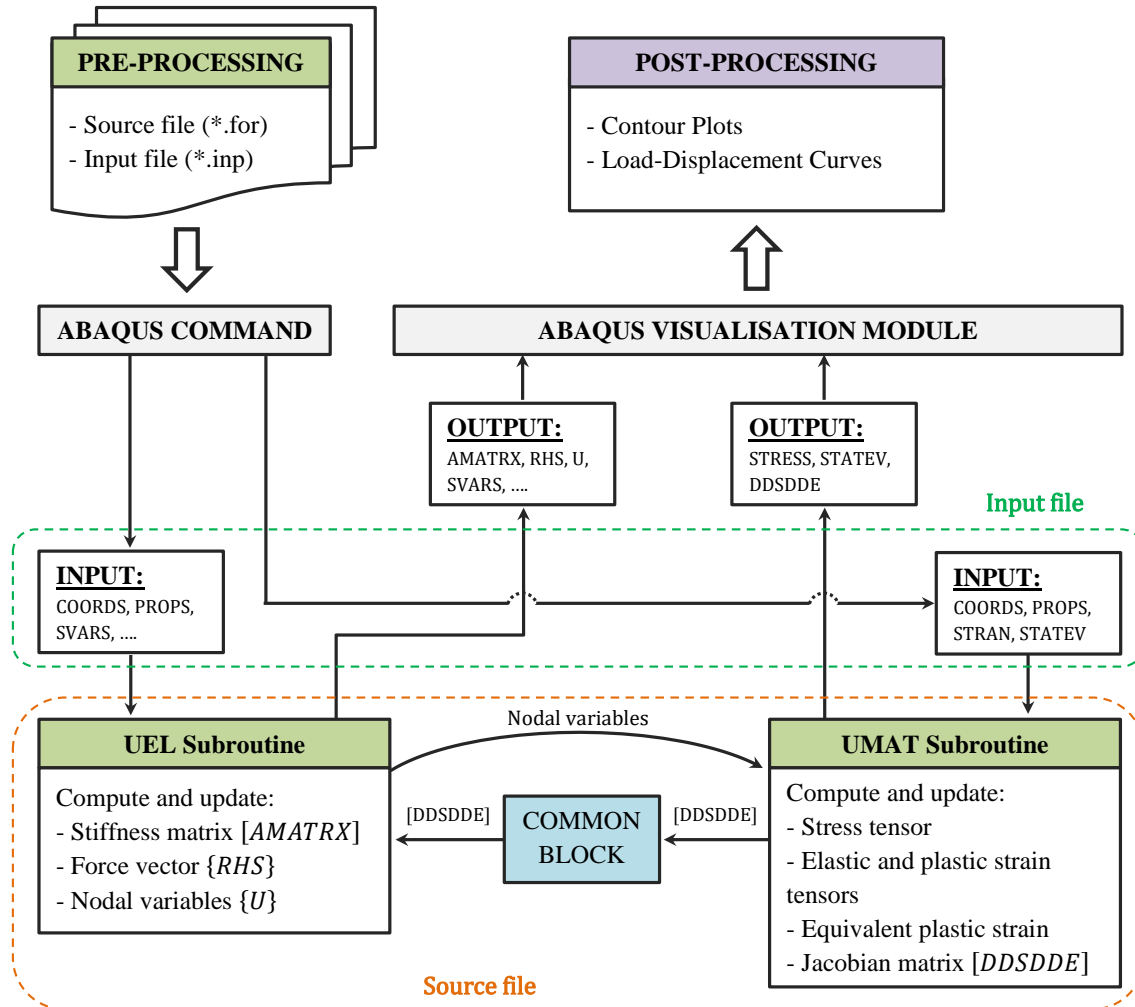 PRE-PROCESSING
- Source file (*.for)
- Input file (*.inp)
POST-PROCESSING
- Contour Plots
- Load-Displacement Curves
ABAQUS COMMAND
ABAQUS VISUALISATION MODULE
OUTPUT:
AMATRX, RHS, U,
SVARS, ....
OUTPUT:
STRESS, STATEV,
DDSDDE
Input file
INPUT:
COORDS, PROPS,
SVARS, ....
INPUT:
COORDS, PROPS,
STRAN, STATEV
UEL Subroutine
Compute and update:
- Stiffness matrix [AMATRX]
- Force vector {RHS}
- Nodal variables {U}
Nodal variables
[DDSDDE]
COMMON
BLOCK
[DDSDDE]
UMAT Subroutine
Compute and update:
- Stress tensor
- Elastic and plastic strain
tensors
- Equivalent plastic strain
- Jacobian matrix [DDSDDE]
Source file